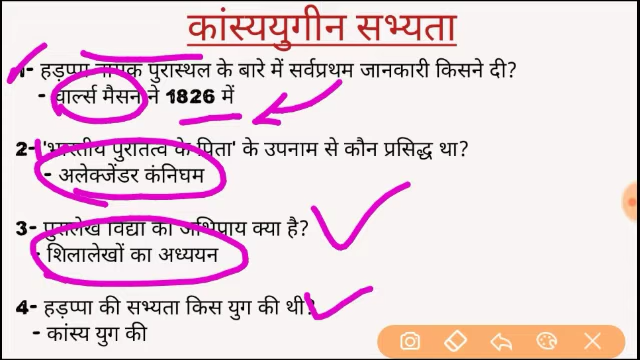 कांस्ययुगीन सभ्यता
1- हड़प्पा नामक पुरास्थल के बारे में सर्वप्रथम जानकारी किसने दी?
- चार्ल्स मैसन ने 1826 में
2- 'भारतीय पुरातत्व के पिता' के उपनाम से कौन प्रसिद्ध था?
- अलेक्जेंडर कंनिघम
3- पुरालेख विद्या का अभिप्राय क्या है?
- शिलालेखों का अध्ययन
4- हड़प्पा की सभ्यता किस युग की थी?
- कांस्य युग की